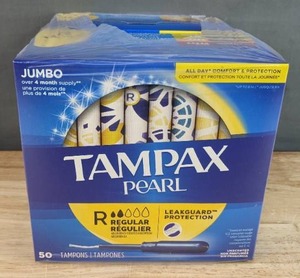 JUMBO
over 4 month supply**
une provision de
plus de 4 mois**
ALL DAY* COMFORT & PROTECTION
CONFORT ET PROTECTION TOUTE LA JOURNÉE*
R
TAMPAX
PEARL
R
REGULAR
RÉGULIER
LEAKGUARD™
PROTECTION
50 TAMPONS | TAMPONES
UNSCENTED